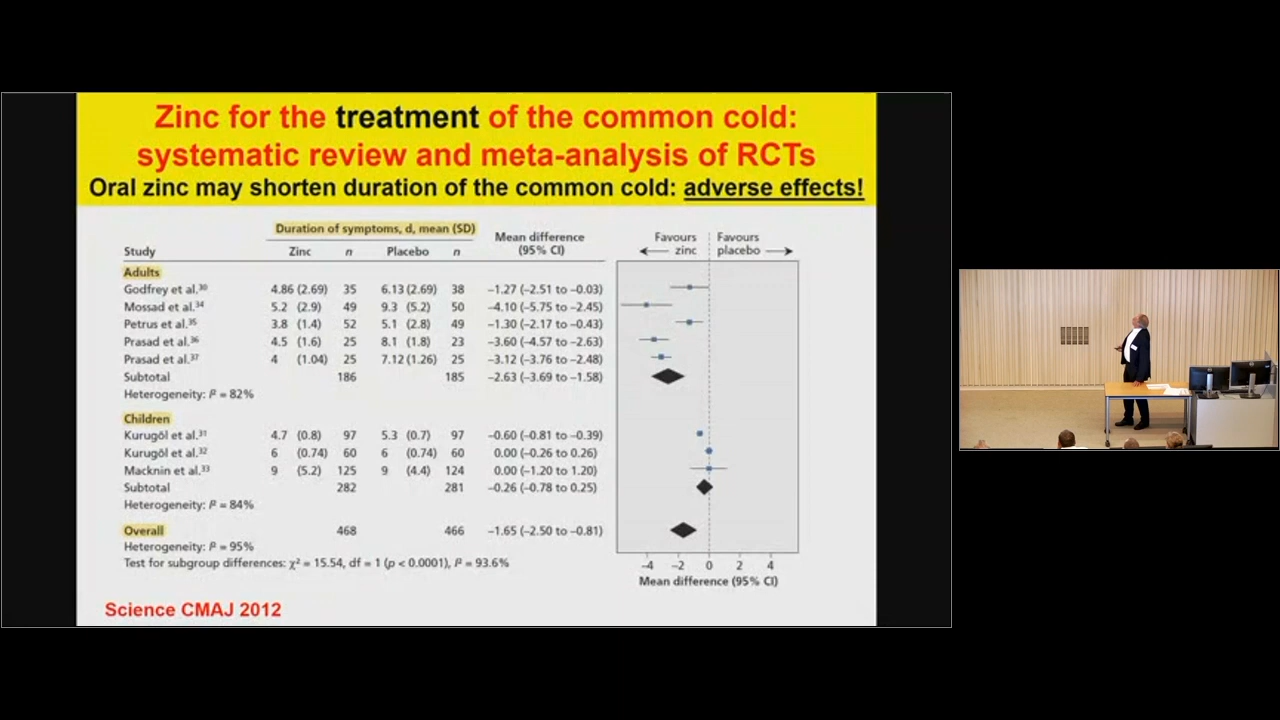 Zinc for the treatment of the common cold:
systematic review and meta-analysis of RCTs
Oral zinc may shorten duration of the common cold: adverse effects!
Duration of symptoms, d, mean (SD)
Study Zinc n Placebo n Mean difference (95% CI)
Favours zinc Favours placebo
Adults
Godfrey et al.³⁰ 4.86 (2.69) 35 6.13 (2.69) 38 −1.27 (−2.51 to −0.03)
Mossad et al.³⁴ 5.2 (2.9) 49 9.3 (5.2) 50 −4.10 (−5.75 to −2.45)
Petrus et al.³⁵ 3.8 (1.4) 52 5.1 (2.8) 49 −1.30 (−2.17 to −0.43)
Prasad et al.³⁶ 4.5 (1.6) 25 8.1 (1.8) 23 −3.60 (−4.57 to −2.63)
Prasad et al.³⁷ 4 (1.04) 25 7.12 (1.26) 25 −3.12 (−3.76 to −2.48)
Subtotal 186 185 −2.63 (−3.69 to −1.58)
Heterogeneity: I² = 82%
Children
Kurugöl et al.³¹ 4.7 (0.8) 97 5.3 (0.7) 97 −0.60 (−0.81 to −0.39)
Kurugöl et al.³² 6 (0.74) 60 6 (0.74) 60 0.00 (−0.26 to 0.26)
Macknin et al.³³ 9 (5.2) 125 9 (4.4) 124 0.00 (−1.20 to 1.20)
Subtotal 282 281 −0.26 (−0.78 to 0.25)
Heterogeneity: I² = 84%
Overall 468 466 −1.65 (−2.50 to −0.81)
Heterogeneity: I² = 95%
Test for subgroup differences: χ² = 15.54, df = 1 (p < 0.0001), I² = 93.6%
−4 −2 0 2 4
Mean difference (95% CI)
Science CMAJ 2012